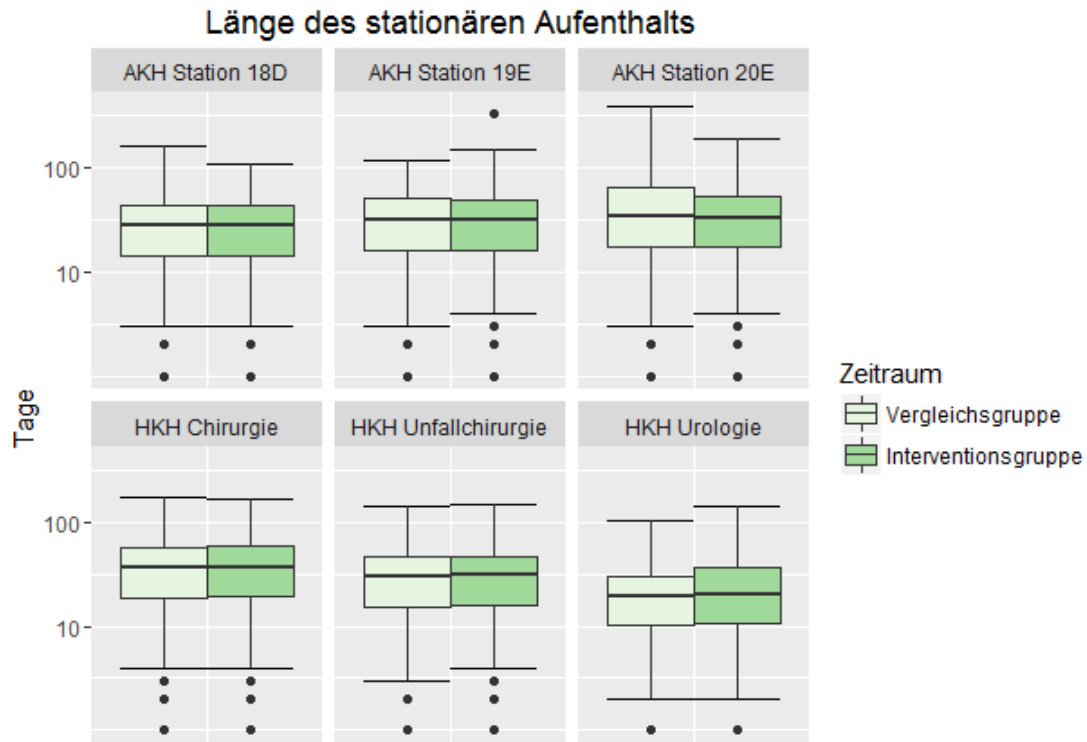 Länge des stationären Aufenthalts
AKH Station 18D
AKH Station 19E
AKH Station 20E
100
10
HKH Chirurgie
HKH Unfallchirurgie
HKH Urologie
100
10
Tage
Zeitraum
Vergleichsgruppe
Interventionsgruppe